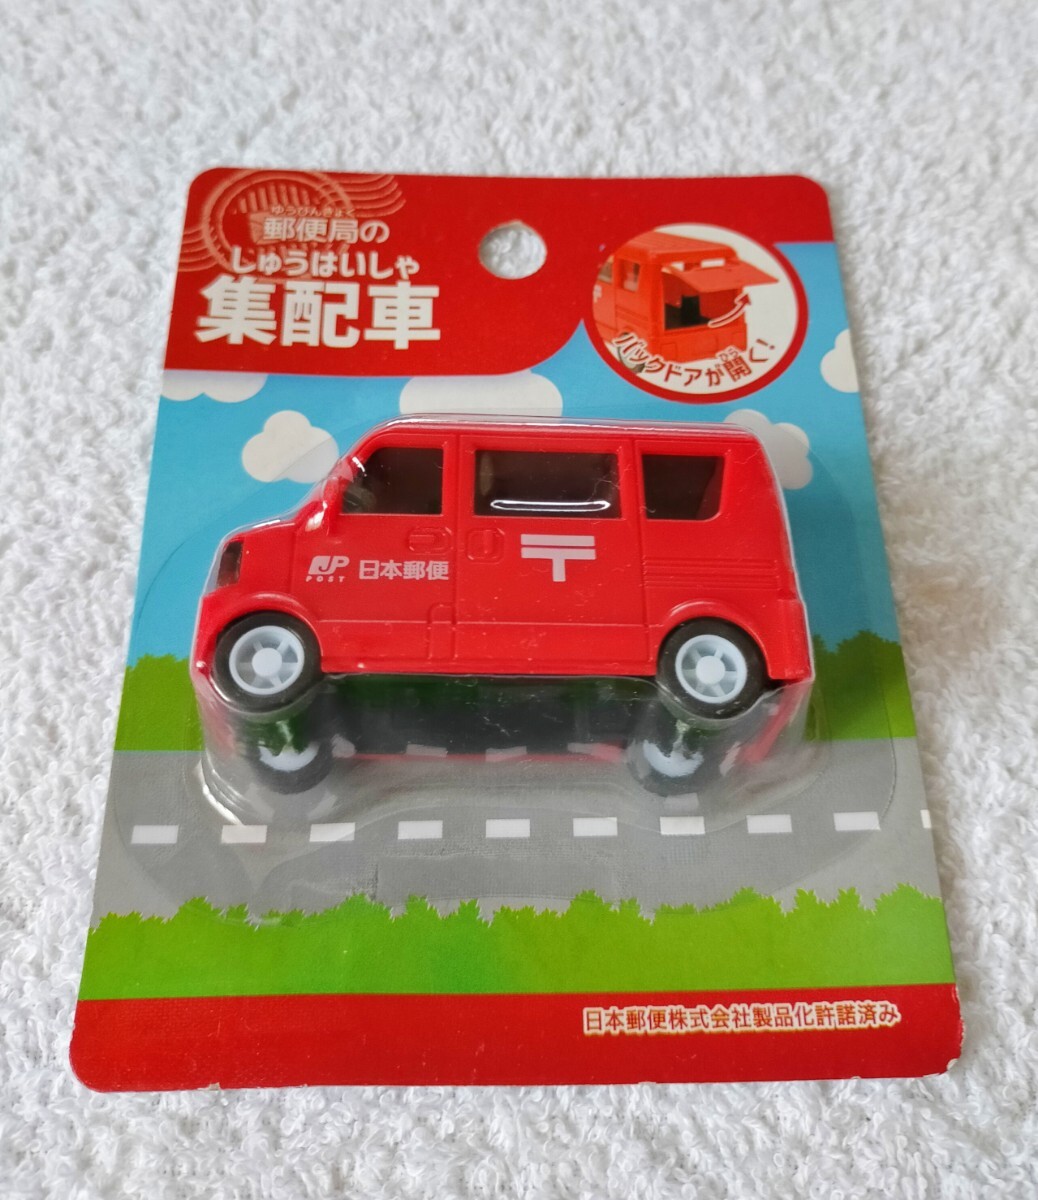 ゆうびんきょく
郵便局の
しゅうはいしゃ
集配車
ひら
バックドアが開く!
JP
POST
日本郵便
〒
日本郵便株式会社製品化許諾済み